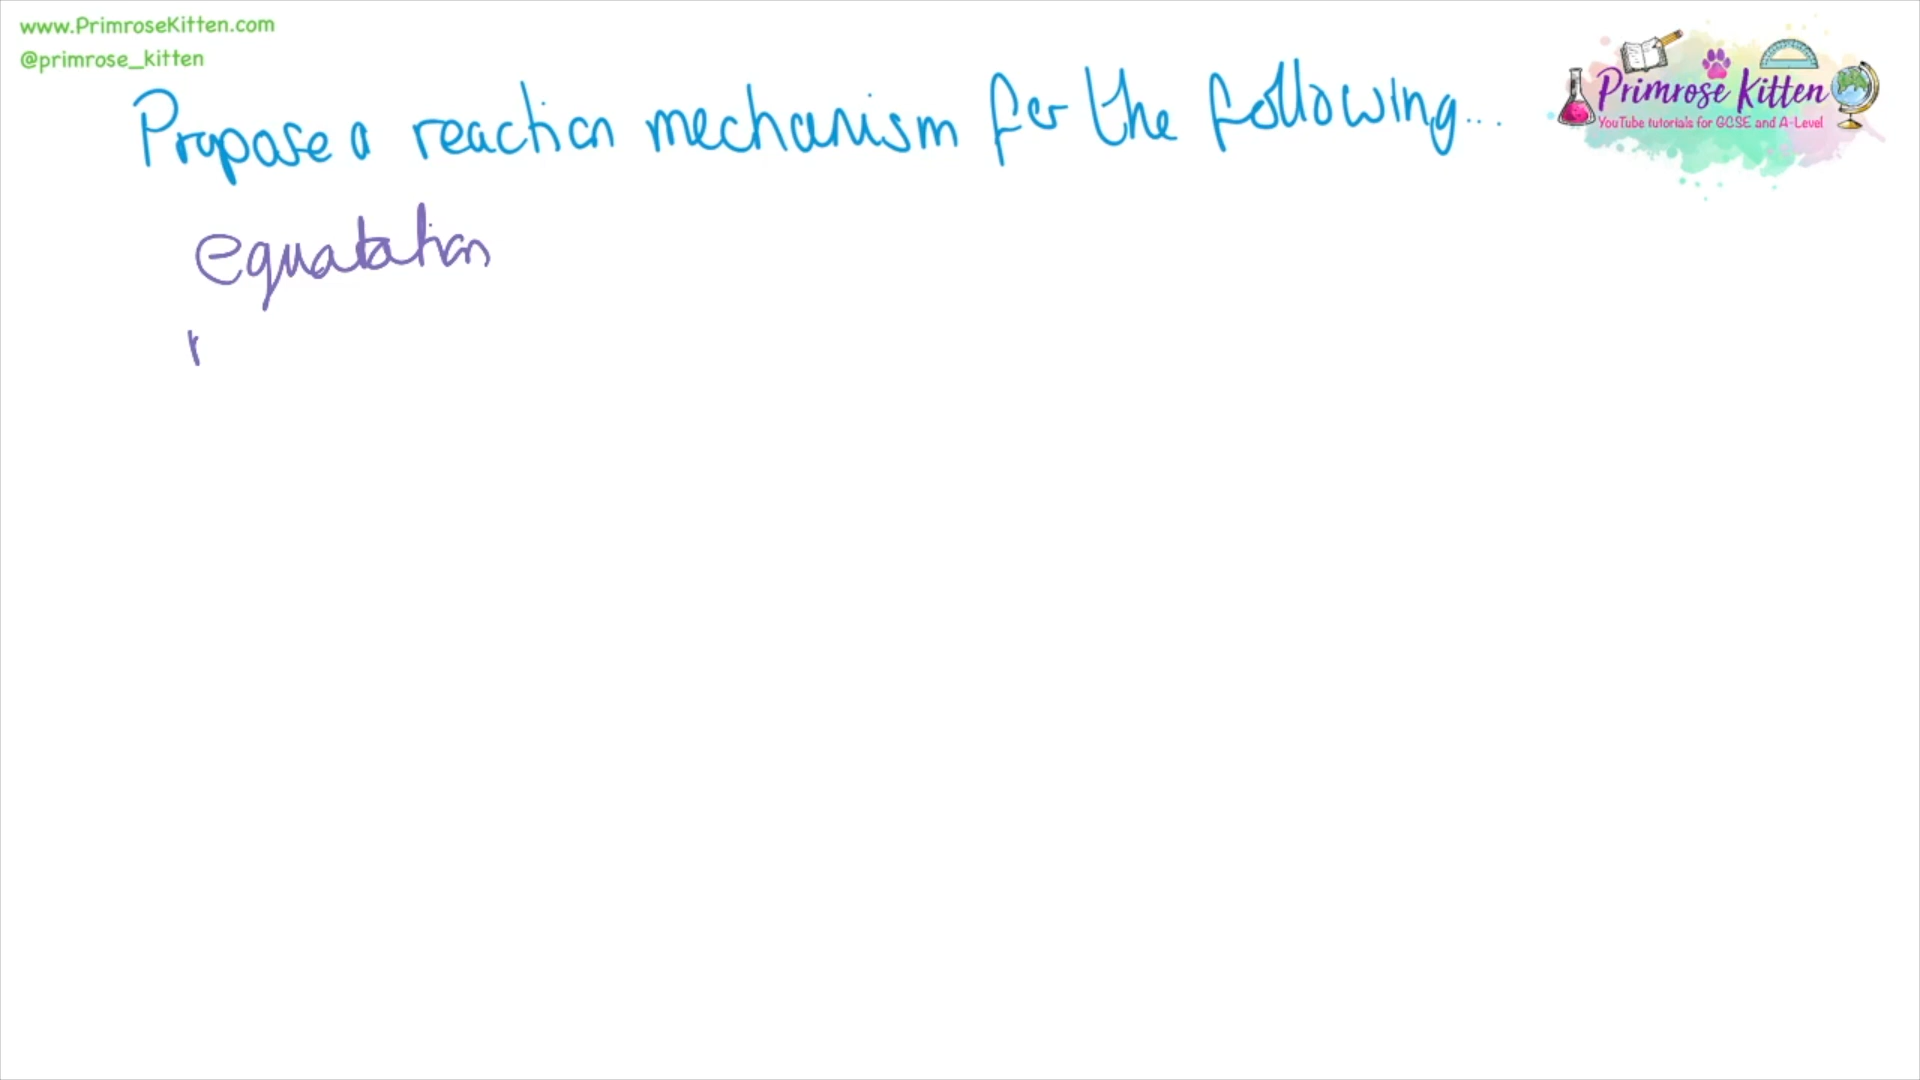 www.PrimroseKitten.com
@primrose_kitten
Primrose Kitten
YouTube tutorials for GCSE and A-Level
Propose a reaction mechanism for the following...
equatation
r